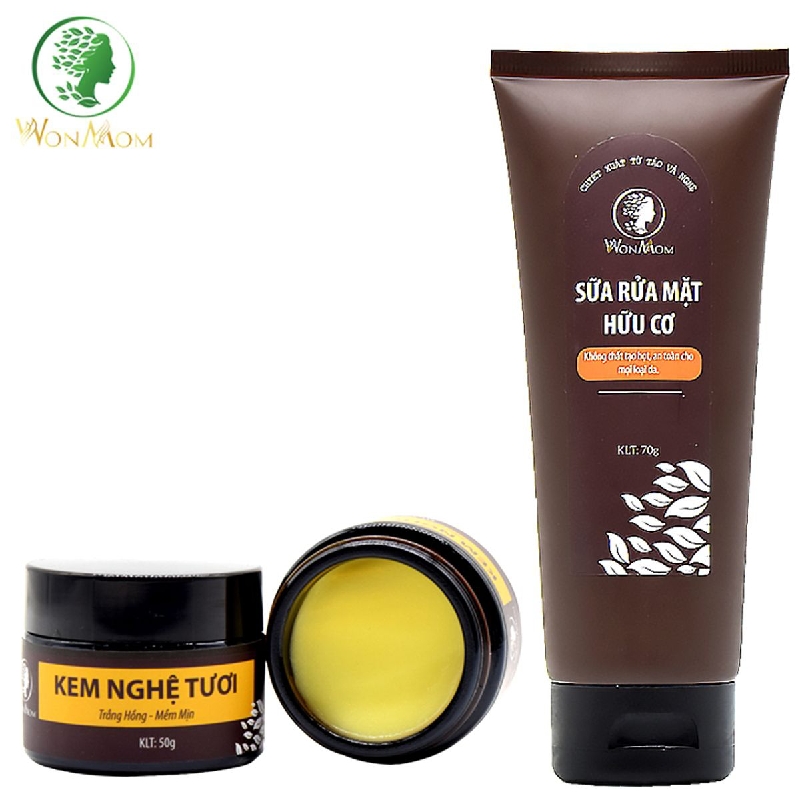 WONMOM
CHIẾT XUẤT TỪ TÁO VÀ NGHỆ
WONMOM
SỮA RỬA MẶT
HỮU CƠ
Không chất tạo bọt, an toàn cho
mọi loại da.
KLT: 70g
KEM NGHỆ TƯƠI
Trắng Hồng - Mềm Mịn
KLT: 50g